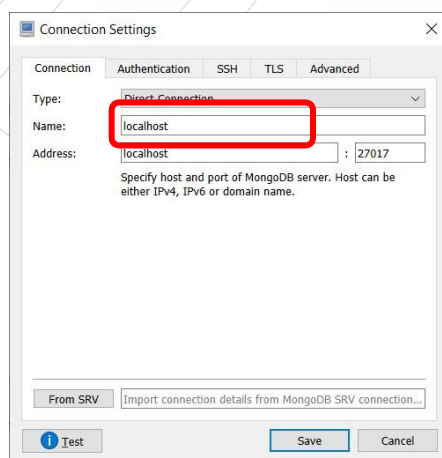 Connection Settings
Connection Authentication SSH TLS Advanced
Type: Direct Connection
Name: localhost
Address: localhost : 27017
Specify host and port of MongoDB server. Host can be
either IPv4, IPv6 or domain name.
From SRV Import connection details from MongoDB SRV connection...
Test Save Cancel